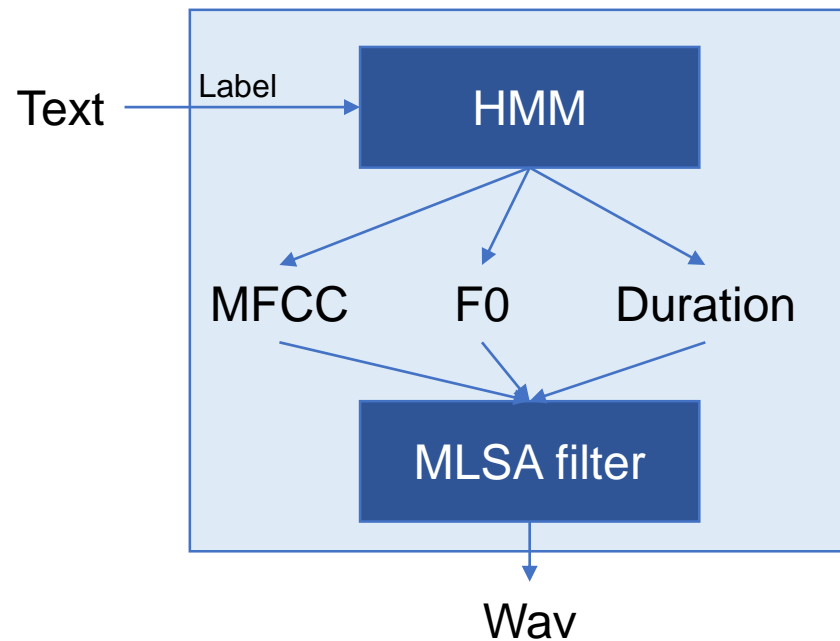 Text
Label
HMM
MFCC
F0
Duration
MLSA filter
Wav